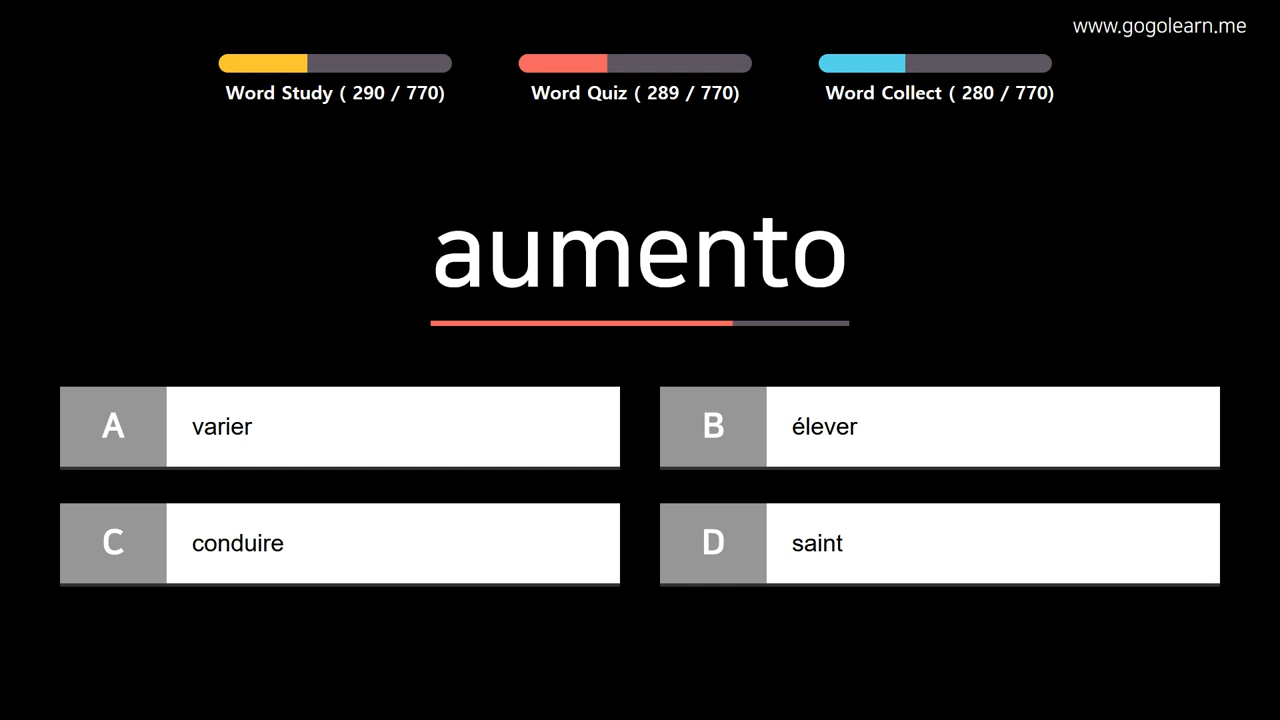 www.gogolearn.me
Word Study ( 290 / 770)
Word Quiz ( 289 / 770)
Word Collect ( 280 / 770)
aumento
A varier
B élever
C conduire
D saint